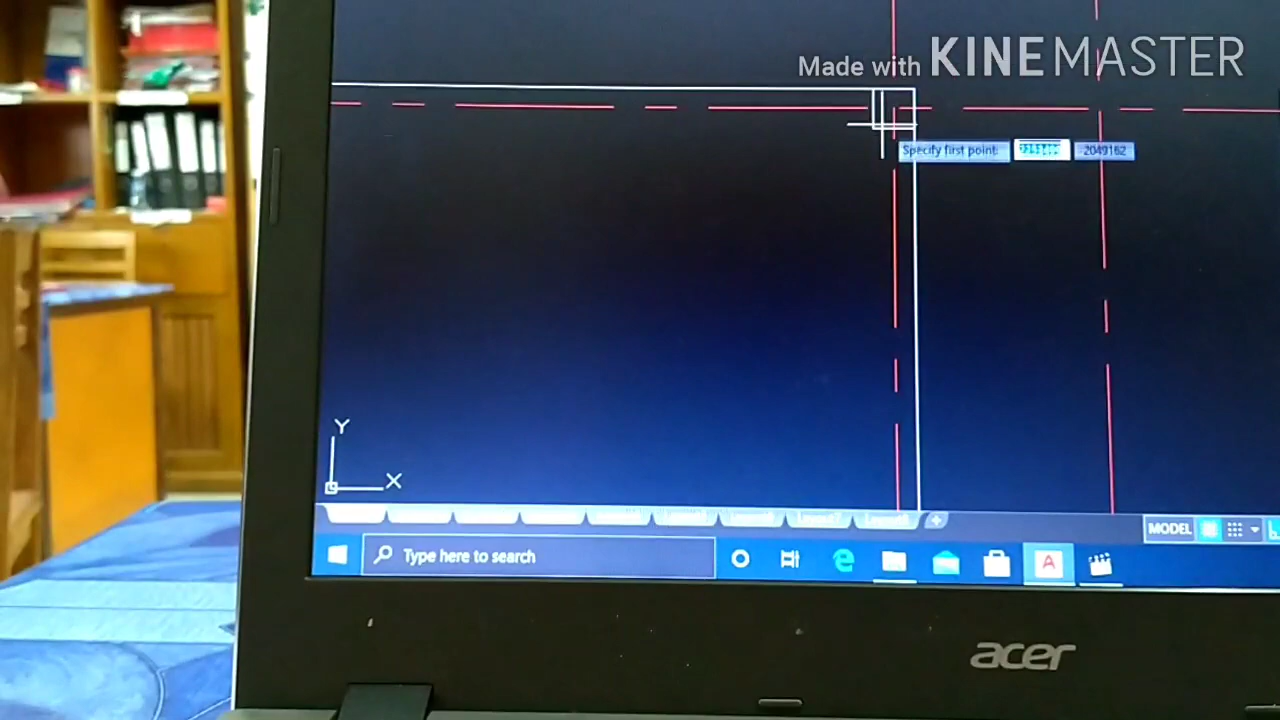 Made with KINEMASTER
Specify first point: 2049162
Y
X
MODEL
Type here to search
A
acer